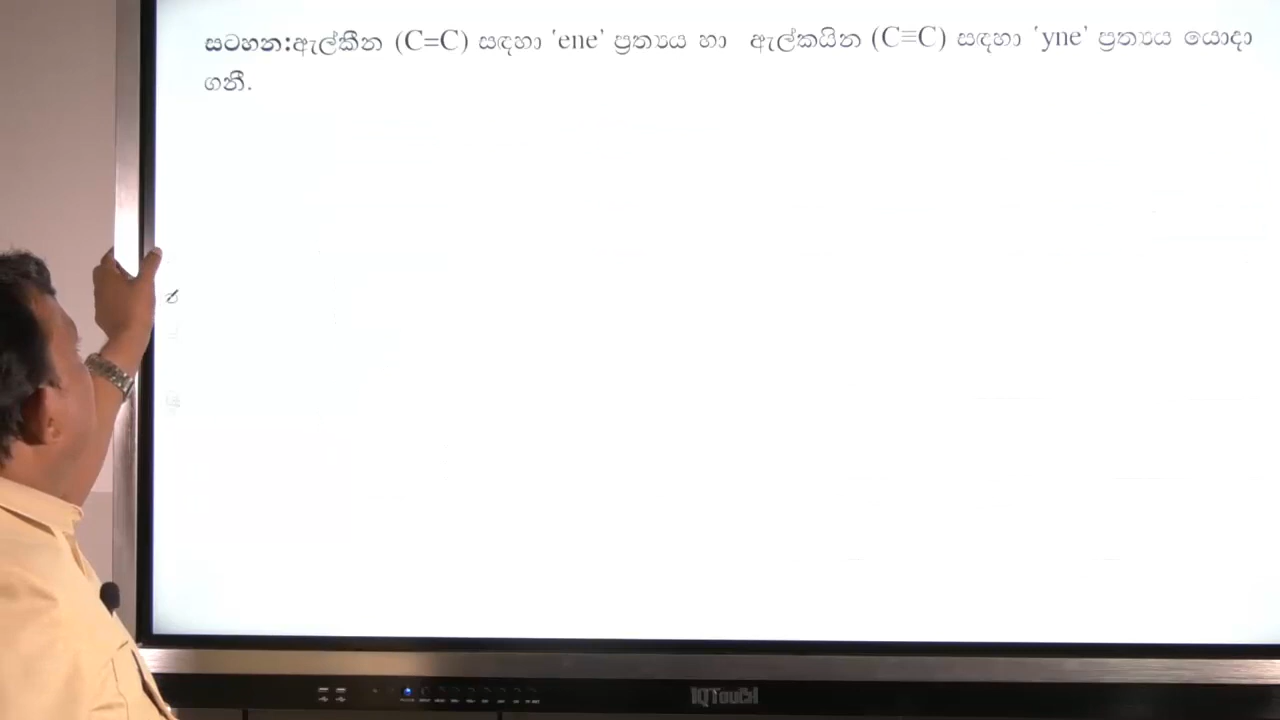 සටහන:ඇල්කීන (C=C) සඳහා ‘ene’ ප්‍රත්‍යය හා ඇල්කයින (C≡C) සඳහා ‘yne’ ප්‍රත්‍යය යොදා
ගනී.
IQTouch